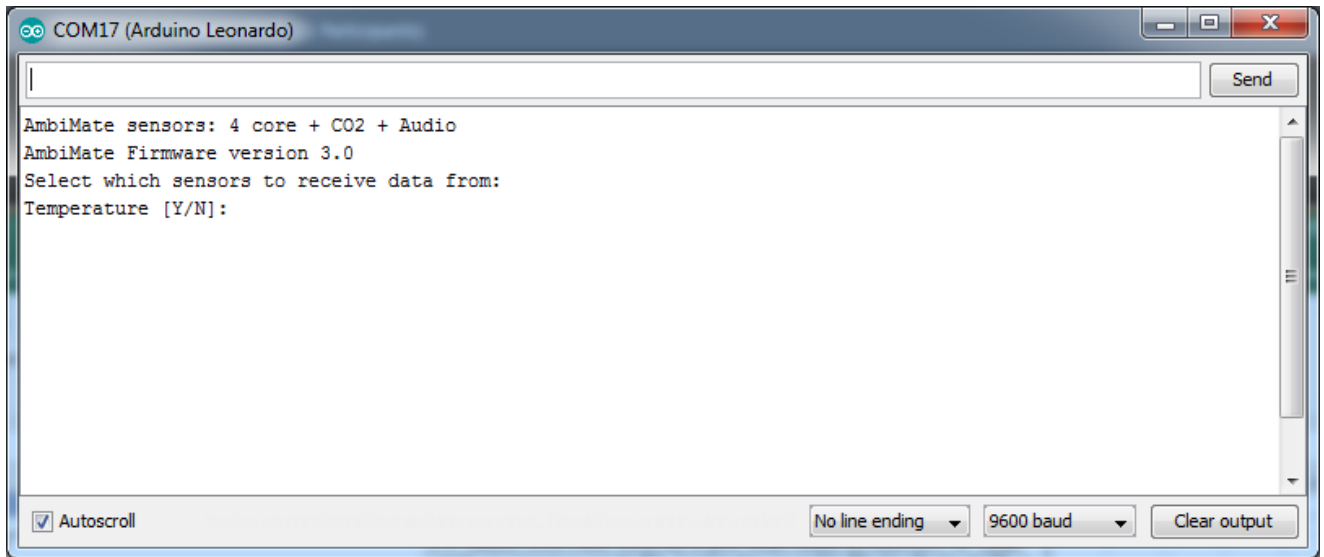 COM17 (Arduino Leonardo)
Send
AmbiMate sensors: 4 core + CO2 + Audio
AmbiMate Firmware version 3.0
Select which sensors to receive data from:
Temperature [Y/N]:
Autoscroll
No line ending
9600 baud
Clear output